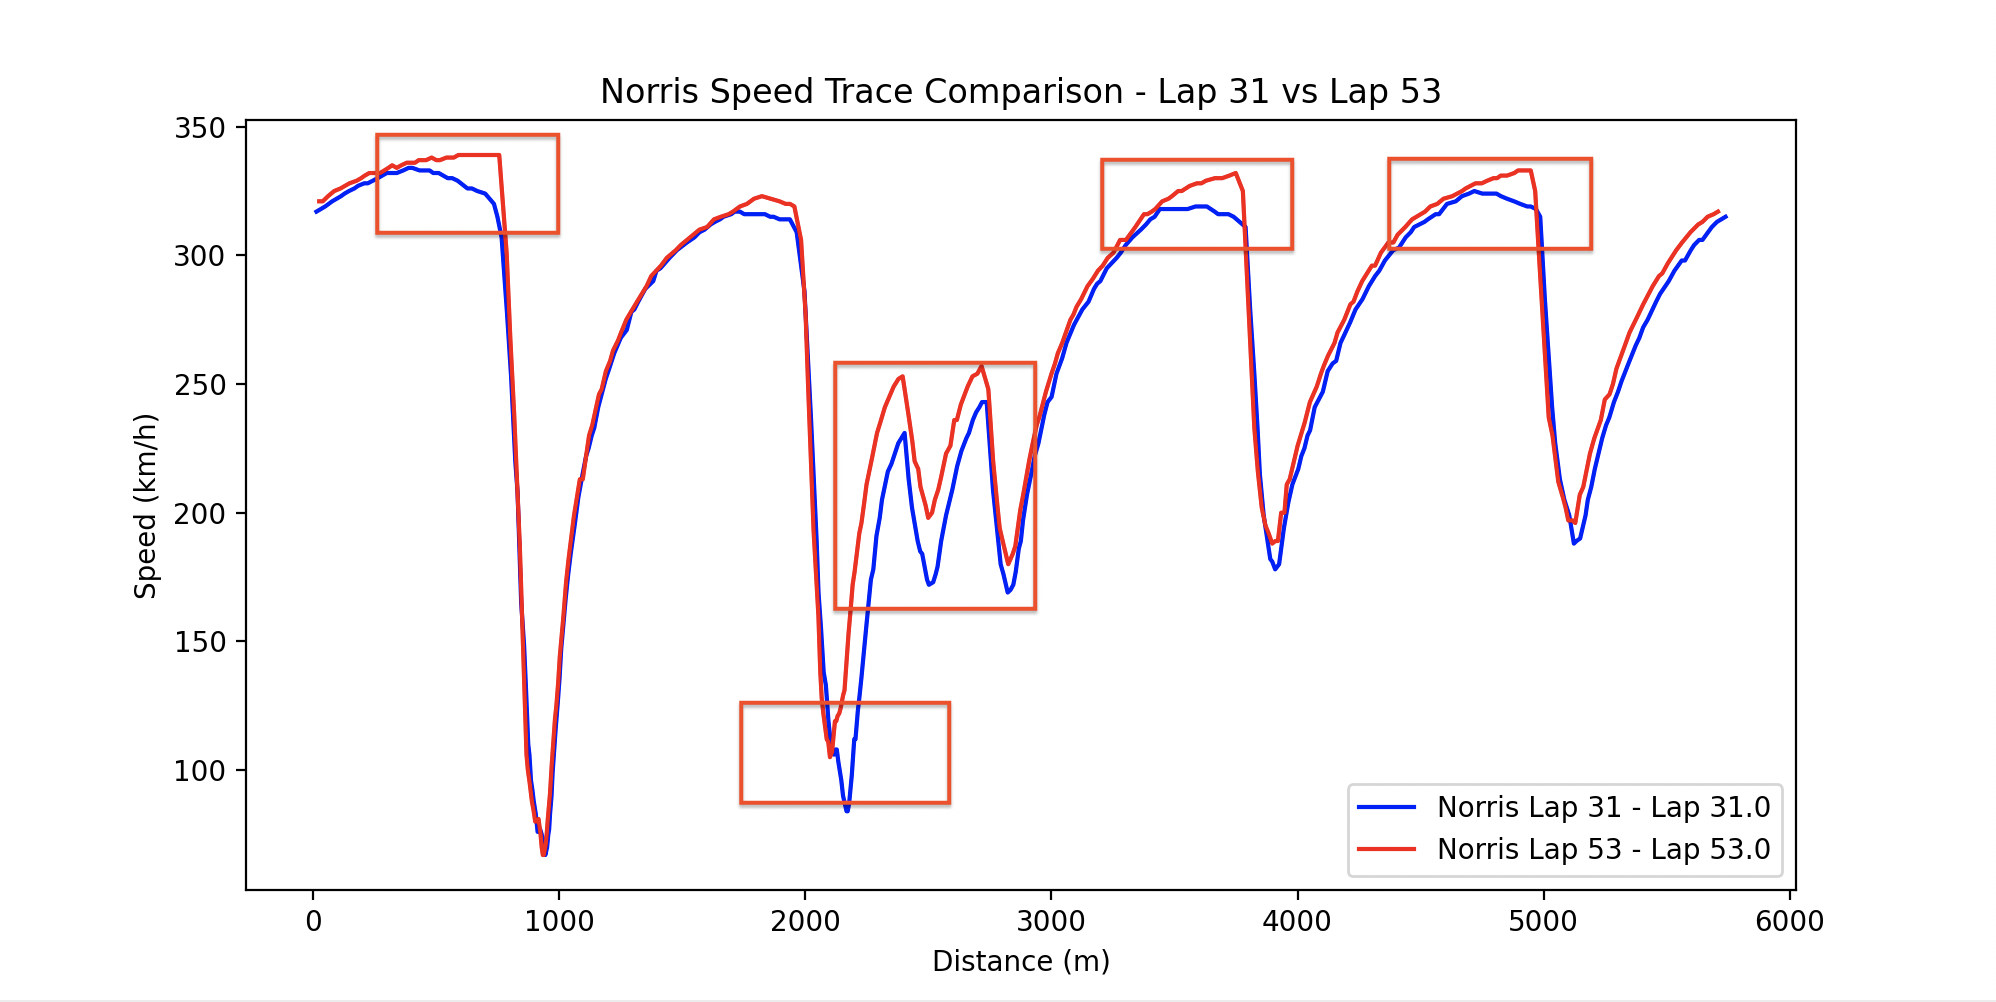 Norris Speed Trace Comparison - Lap 31 vs Lap 53
350
300
250
200
150
100
Speed (km/h)
Norris Lap 31 - Lap 31.0
Norris Lap 53 - Lap 53.0
0 1000 2000 3000 4000 5000 6000
Distance (m)